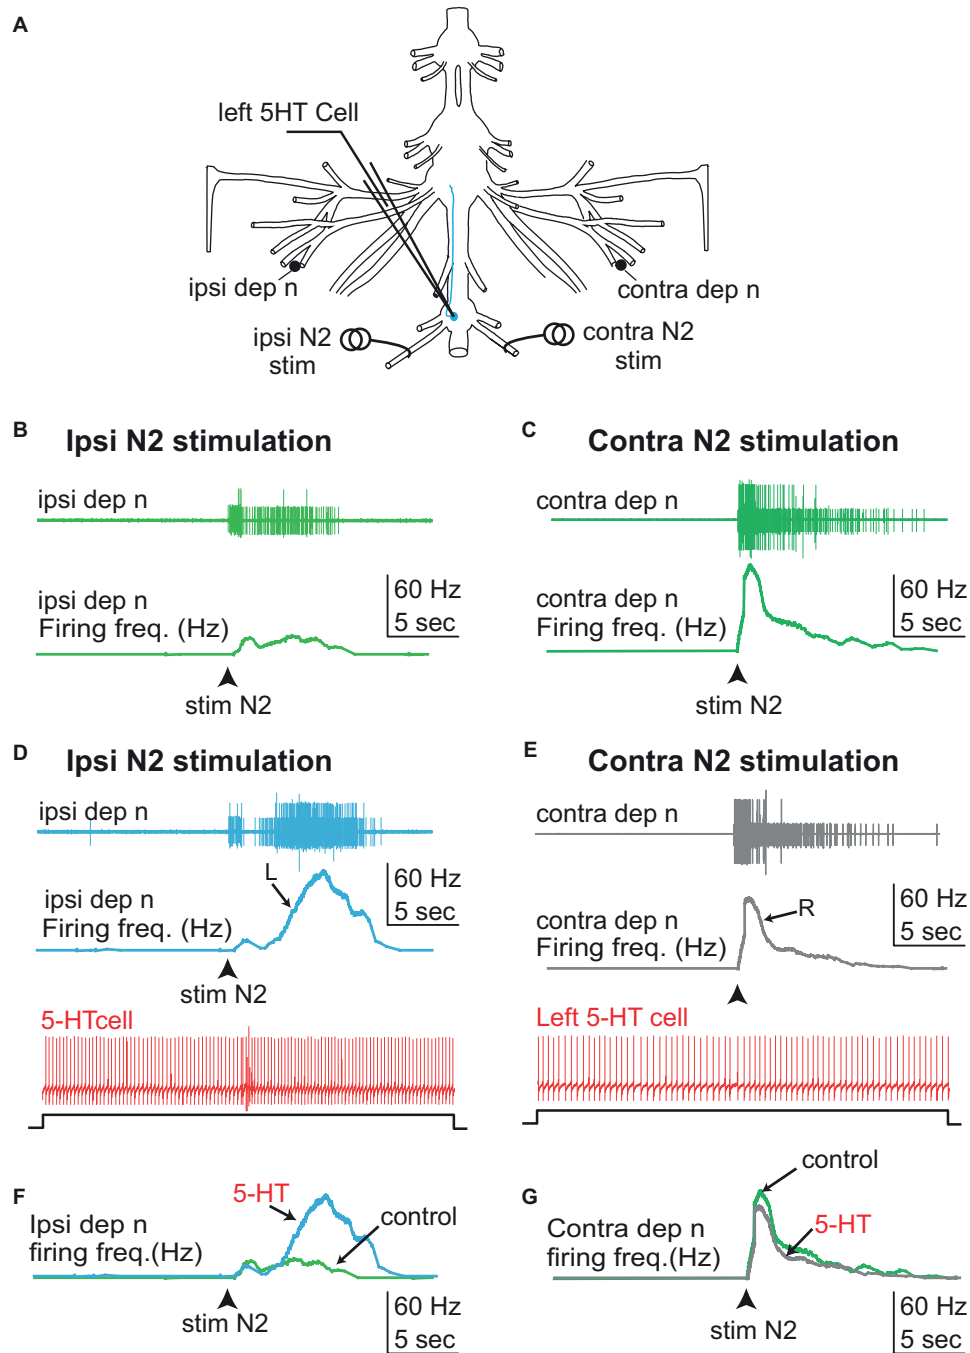 A
left 5HT Cell
ipsi dep n
contra dep n
ipsi N2
stim
contra N2
stim
B
Ipsi N2 stimulation
ipsi dep n
ipsi dep n
Firing freq. (Hz)
60 Hz
5 sec
stim N2
C
Contra N2 stimulation
contra dep n
contra dep n
Firing freq. (Hz)
60 Hz
5 sec
stim N2
D
Ipsi N2 stimulation
ipsi dep n
L
ipsi dep n
Firing freq. (Hz)
60 Hz
5 sec
stim N2
5-HTcell
E
Contra N2 stimulation
contra dep n
R
contra dep n
Firing freq. (Hz)
60 Hz
5 sec
Left 5-HT cell
F
5-HT
control
Ipsi dep n
firing freq.(Hz)
stim N2
60 Hz
5 sec
G
control
5-HT
Contra dep n
firing freq.(Hz)
stim N2
60 Hz
5 sec